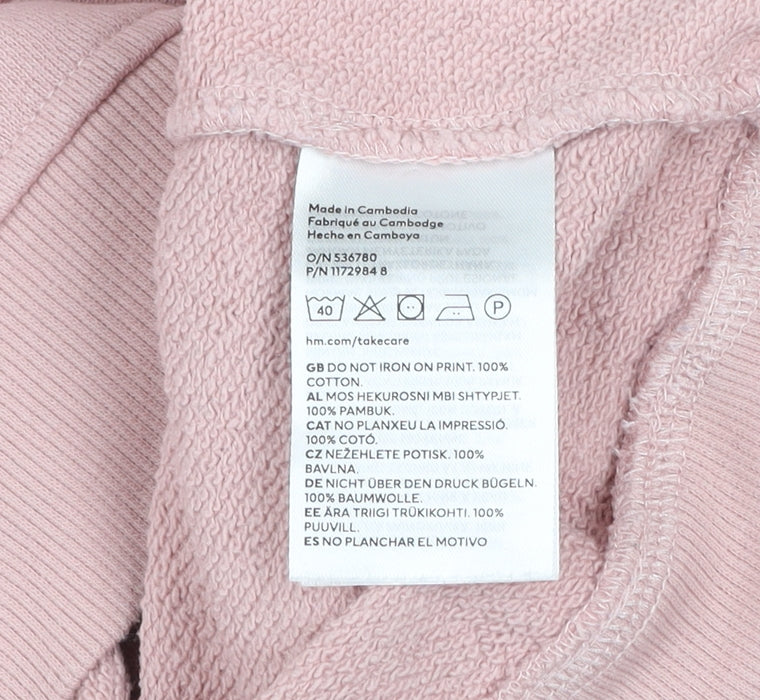 Made in Cambodia
Fabriqué au Cambodge
Hecho en Camboya
O/N 536780
P/N 1172984 8
40
P
hm.com/takecare
GB DO NOT IRON ON PRINT. 100%
COTTON.
AL MOS HEKUROSNI MBI SHTYPJET.
100% PAMBUK.
CAT NO PLANXEU LA IMPRESSIÓ.
100% COTÓ.
CZ NEŽEHLETE POTISK. 100%
BAVLNA.
DE NICHT ÜBER DEN DRUCK BÜGELN.
100% BAUMWOLLE.
EE ÄRA TRIIGI TRÜKIKOHTI. 100%
PUUVILL.
ES NO PLANCHAR EL MOTIVO